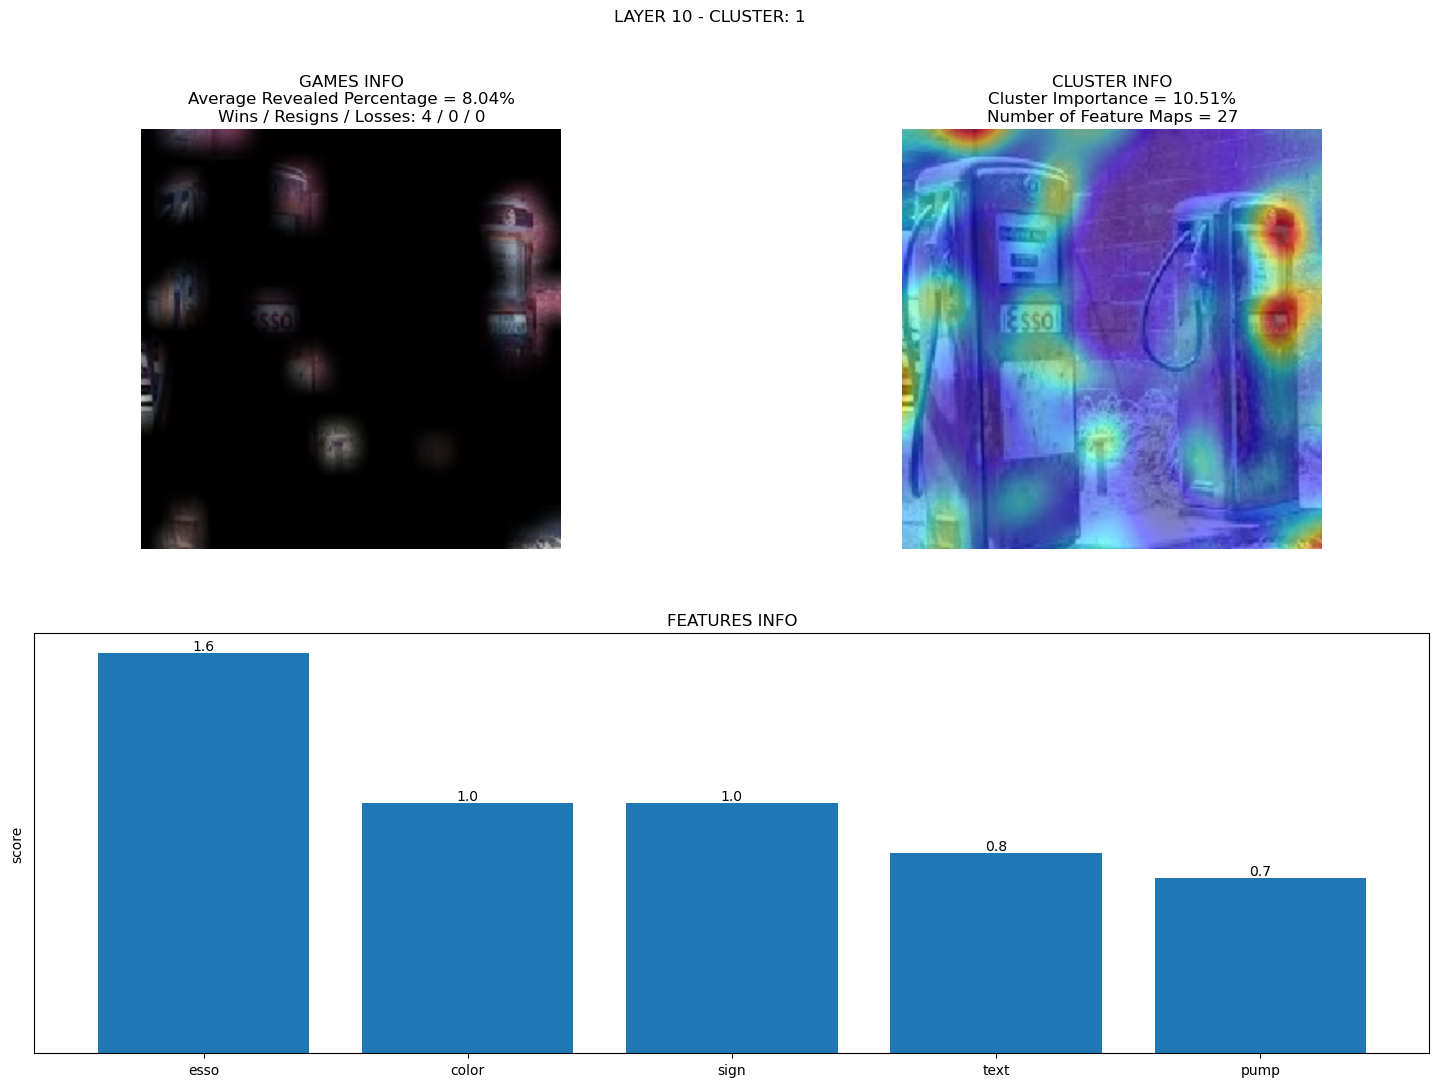 LAYER 10 - CLUSTER: 1
GAMES INFO
Average Revealed Percentage = 8.04%
Wins / Resigns / Losses: 4 / 0 / 0
CLUSTER INFO
Cluster Importance = 10.51%
Number of Feature Maps = 27
ESSO
ESSO
FEATURES INFO
score
1.6
1.0
1.0
0.8
0.7
esso
color
sign
text
pump